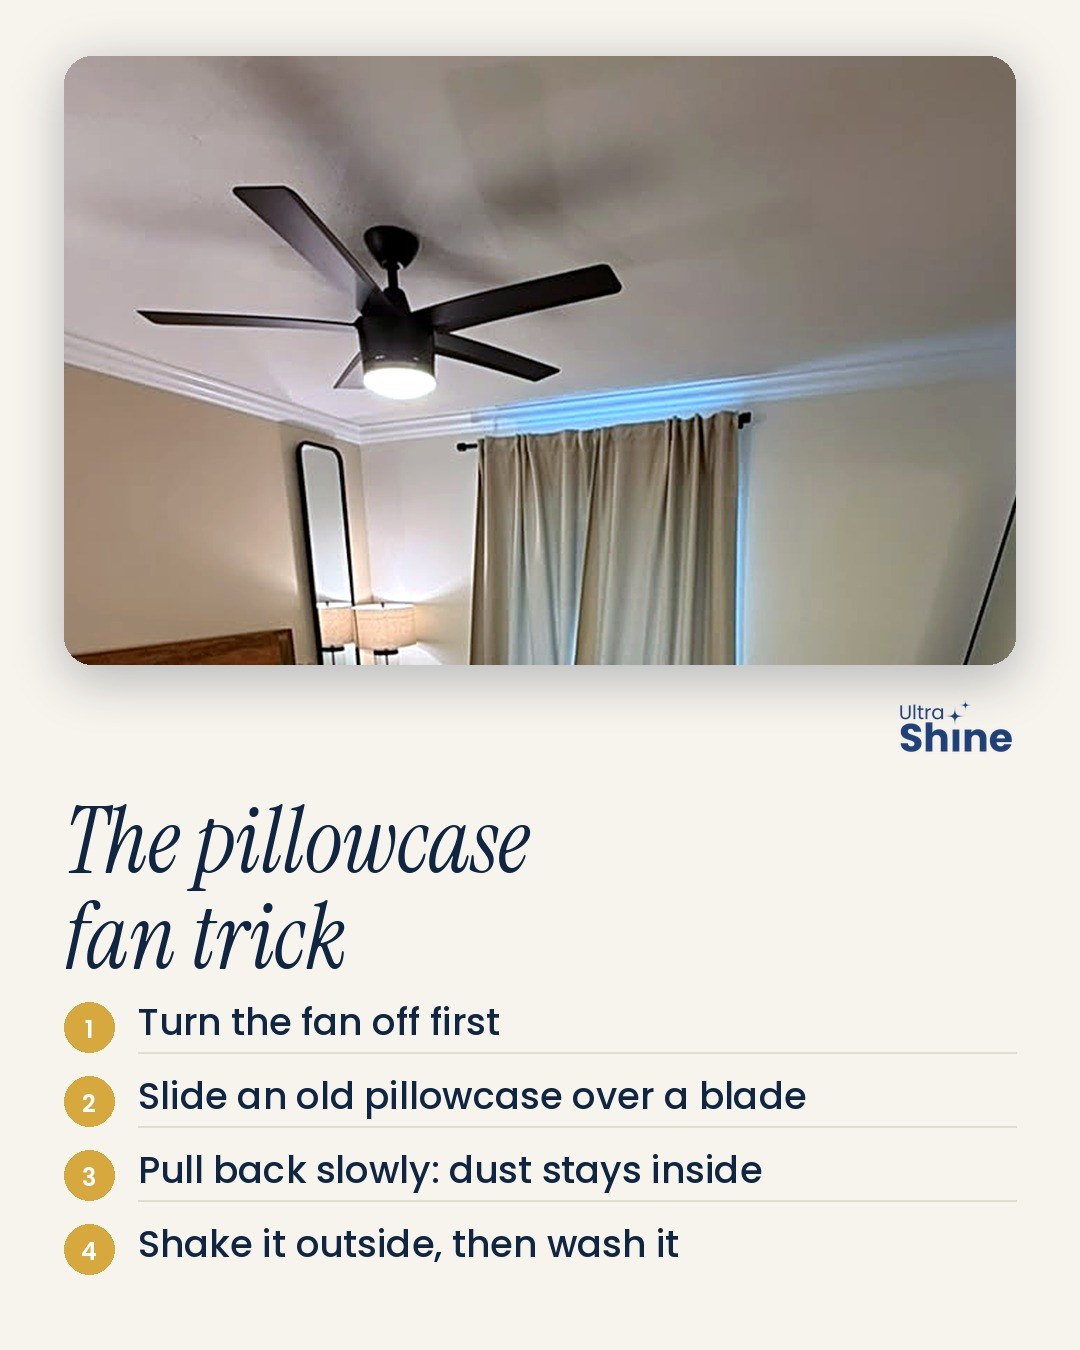 Ultra
Shine
The pillowcase
fan trick
1 Turn the fan off first
2 Slide an old pillowcase over a blade
3 Pull back slowly: dust stays inside
4 Shake it outside, then wash it